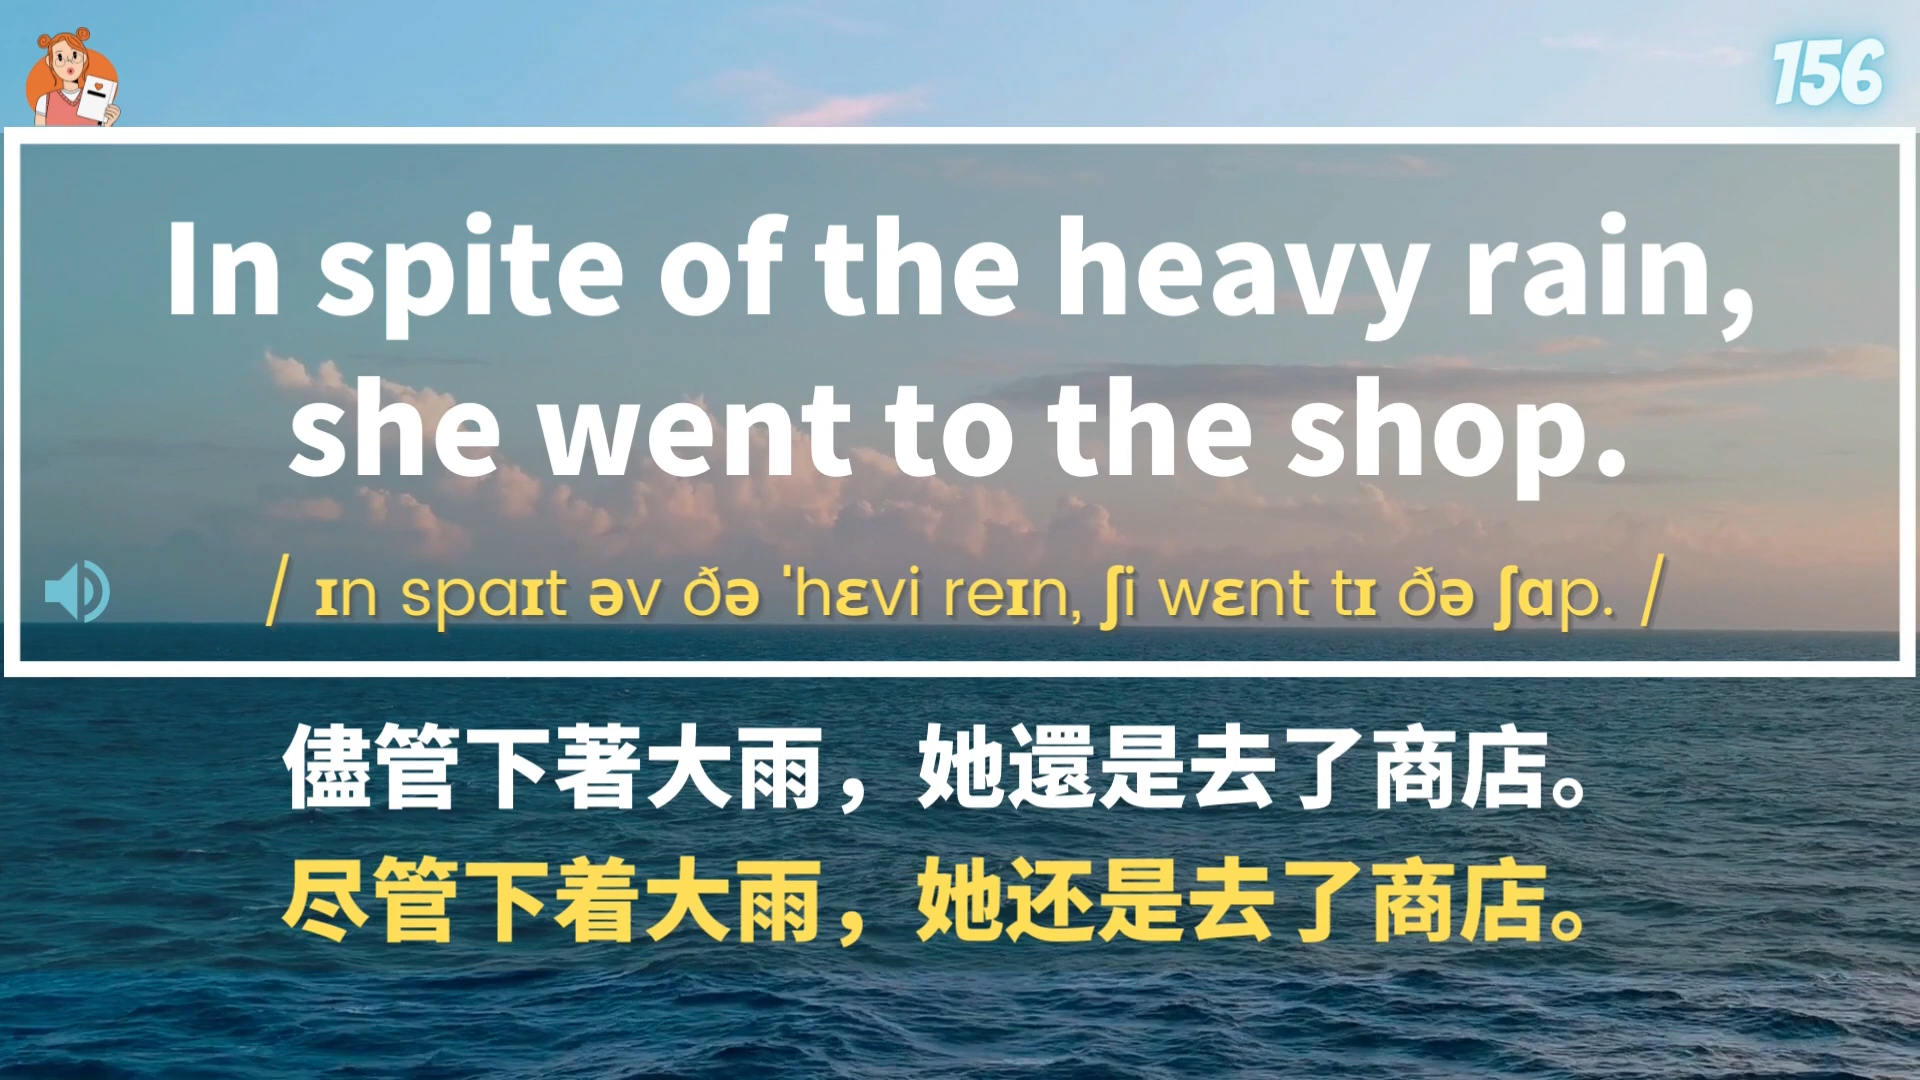 156
In spite of the heavy rain,
she went to the shop.
/ ɪn spaɪt əv ðə ˈhɛvi reɪn, ʃi wɛnt tɪ ðə ʃɑp. /
儘管下著大雨，她還是去了商店。
尽管下着大雨，她还是去了商店。